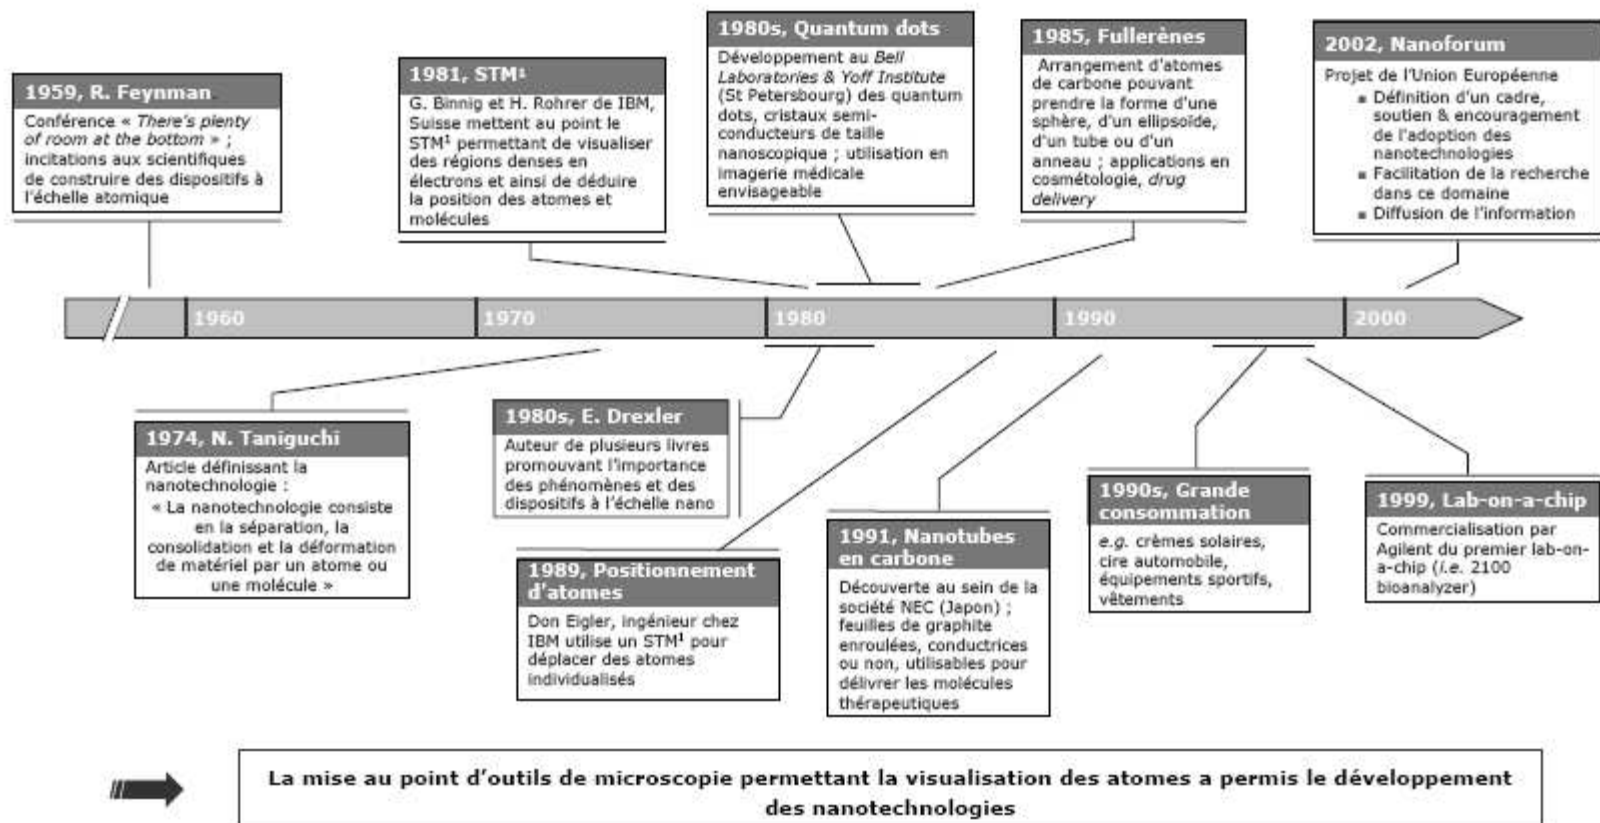 1959, R. Feynman
Conférence « There's plenty
of room at the bottom » ;
incitations aux scientifiques
de construire des dispositifs à
l'échelle atomique
1981, STM¹
G. Binnig et H. Rohrer de IBM,
Suisse mettent au point le
STM¹ permettant de visualiser
des régions denses en
électrons et ainsi de déduire
la position des atomes et
molécules
1980s, Quantum dots
Développement au Bell
Laboratories & Yoff Institute
(St Petersbourg) des quantum
dots, cristaux semi-
conducteurs de taille
nanoscopique ; utilisation en
imagerie médicale
envisageable
1985, Fullerènes
Arrangement d'atomes
de carbone pouvant
prendre la forme d'une
sphère, d'un ellipsoïde,
d'un tube ou d'un
anneau ; applications en
cosmétologie, drug
delivery
2002, Nanoforum
Projet de l'Union Européenne
▪ Définition d'un cadre,
soutien & encouragement
de l'adoption des
nanotechnologies
▪ Facilitation de la recherche
dans ce domaine
▪ Diffusion de l'information
1960 1970 1980 1990 2000
1974, N. Taniguchi
Article définissant la
nanotechnologie :
« La nanotechnologie consiste
en la séparation, la
consolidation et la déformation
de matériel par un atome ou
une molécule »
1980s, E. Drexler
Auteur de plusieurs livres
promouvant l'importance
des phénomènes et des
dispositifs à l'échelle nano
1989, Positionnement
d'atomes
Don Eigler, ingénieur chez
IBM utilise un STM¹ pour
déplacer des atomes
individualisés
1991, Nanotubes
en carbone
Découverte au sein de la
société NEC (Japon) ;
feuilles de graphite
enroulées, conductrices
ou non, utilisables pour
délivrer les molécules
thérapeutiques
1990s, Grande
consommation
e.g. crèmes solaires,
cire automobile,
équipements sportifs,
vêtements
1999, Lab-on-a-chip
Commercialisation par
Agilent du premier lab-on-
a-chip (i.e. 2100
bioanalyzer)
La mise au point d'outils de microscopie permettant la visualisation des atomes a permis le développement
des nanotechnologies